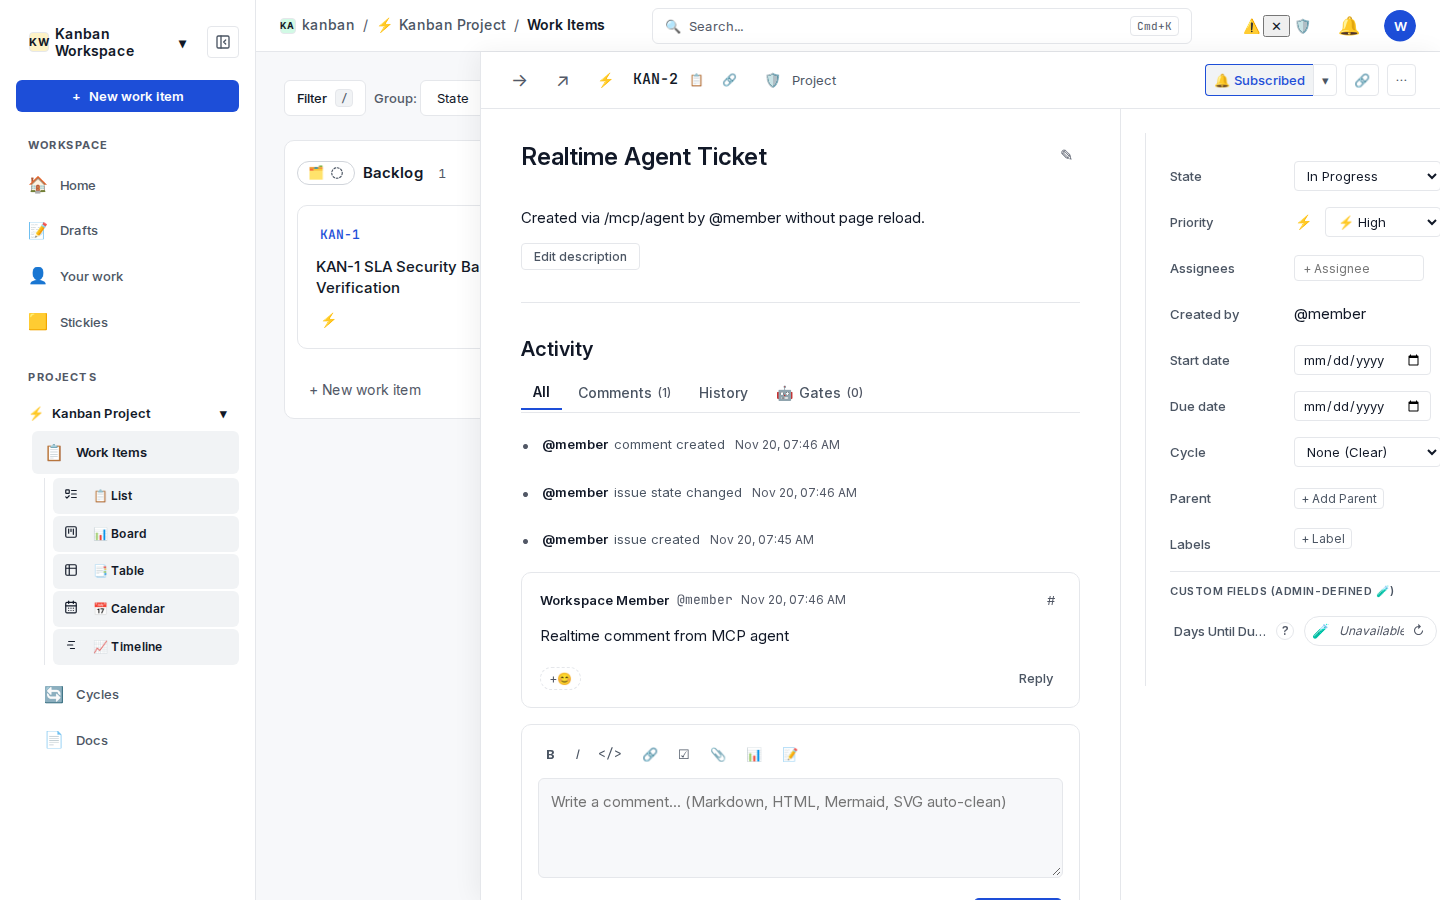 KW Kanban Workspace ▾
+ New work item
WORKSPACE
Home
Drafts
Your work
Stickies
PROJECTS
Kanban Project ▾
Work Items
List
Board
Table
Calendar
Timeline
Cycles
Docs
KA kanban / ⚡ Kanban Project / Work Items
Search... Cmd+K
✕
W
Filter / Group: State
Backlog 1
KAN-1
KAN-1 SLA Security Ba
Verification
+ New work item
→ ↗ ⚡ KAN-2 Project
Subscribed ▾ ···
Realtime Agent Ticket
Created via /mcp/agent by @member without page reload.
Edit description
Activity
All Comments (1) History Gates (0)
• @member comment created Nov 20, 07:46 AM
• @member issue state changed Nov 20, 07:46 AM
• @member issue created Nov 20, 07:45 AM
Workspace Member @member Nov 20, 07:46 AM #
Realtime comment from MCP agent
+😊 Reply
B I </>
Write a comment... (Markdown, HTML, Mermaid, SVG auto-clean)
State In Progress
Priority ⚡ ⚡ High
Assignees + Assignee
Created by @member
Start date mm/dd/yyyy
Due date mm/dd/yyyy
Cycle None (Clear)
Parent + Add Parent
Labels + Label
CUSTOM FIELDS (ADMIN-DEFINED 🧪)
Days Until Du... ? 🧪 Unavailable ↻